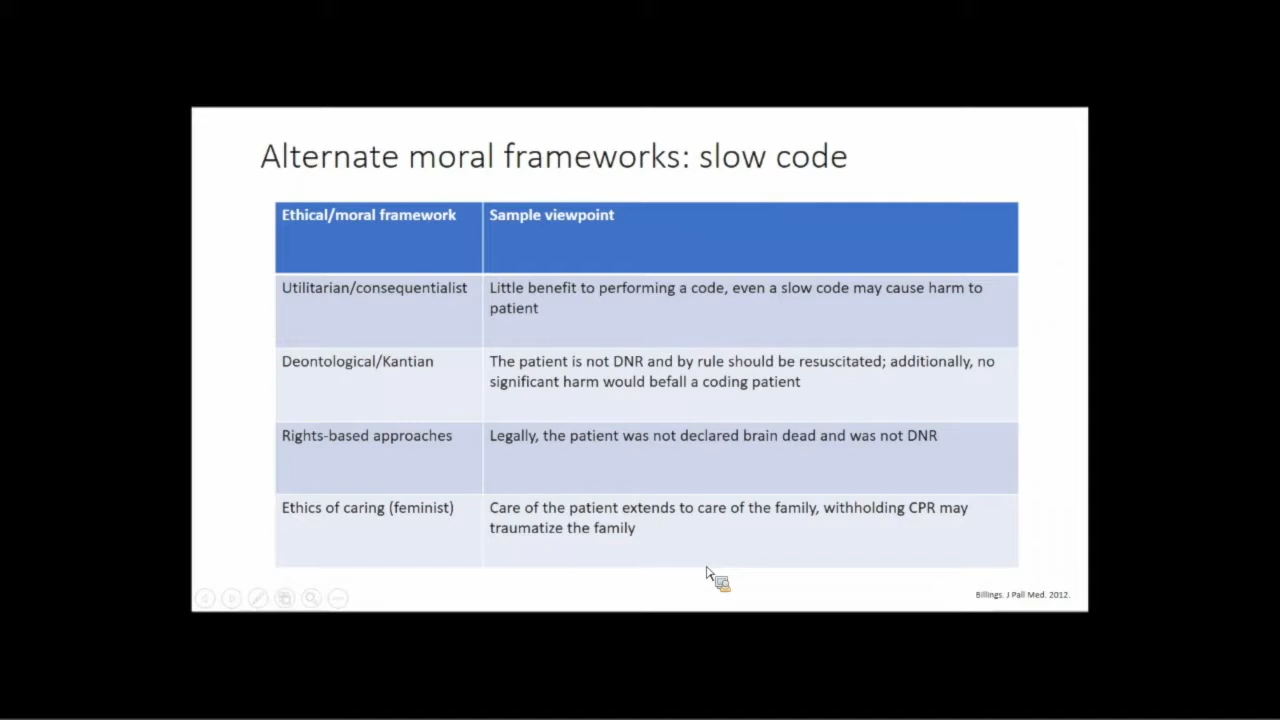 Alternate moral frameworks: slow code
Ethical/moral framework
Sample viewpoint
Utilitarian/consequentialist
Little benefit to performing a code, even a slow code may cause harm to
patient
Deontological/Kantian
The patient is not DNR and by rule should be resuscitated; additionally, no
significant harm would befall a coding patient
Rights-based approaches
Legally, the patient was not declared brain dead and was not DNR
Ethics of caring (feminist)
Care of the patient extends to care of the family, withholding CPR may
traumatize the family
Billings. J Pall Med. 2012.